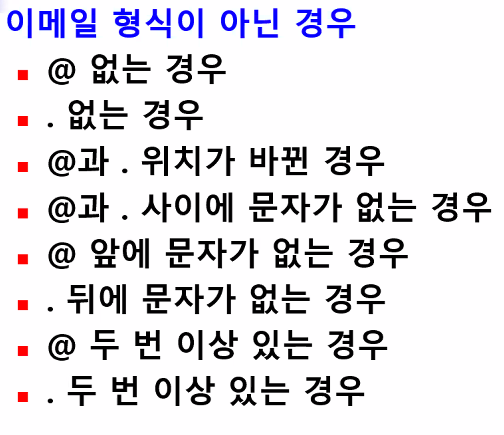 이메일 형식이 아닌 경우
@ 없는 경우
. 없는 경우
@과 . 위치가 바뀐 경우
@과 . 사이에 문자가 없는 경우
@ 앞에 문자가 없는 경우
. 뒤에 문자가 없는 경우
@ 두 번 이상 있는 경우
. 두 번 이상 있는 경우